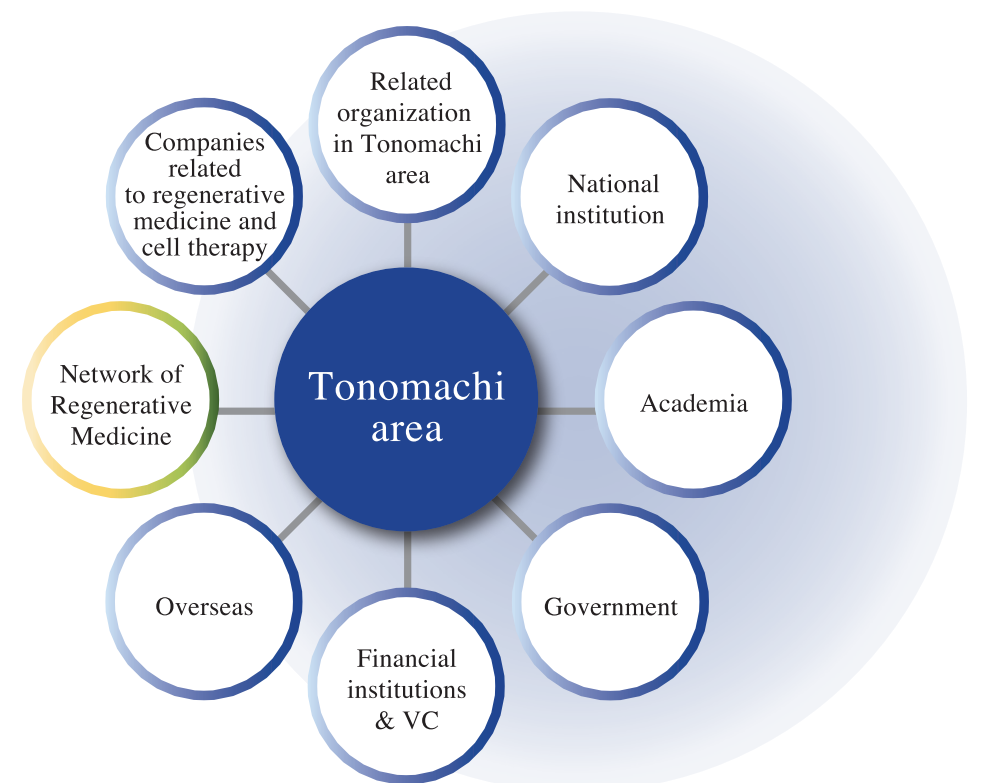 Related
organization
in Tonomachi
area
Companies
related
to regenerative
medicine and
cell therapy
National
institution
Network of
Regenerative
Medicine
Tonomachi
area
Academia
Overseas
Government
Financial
institutions
& VC